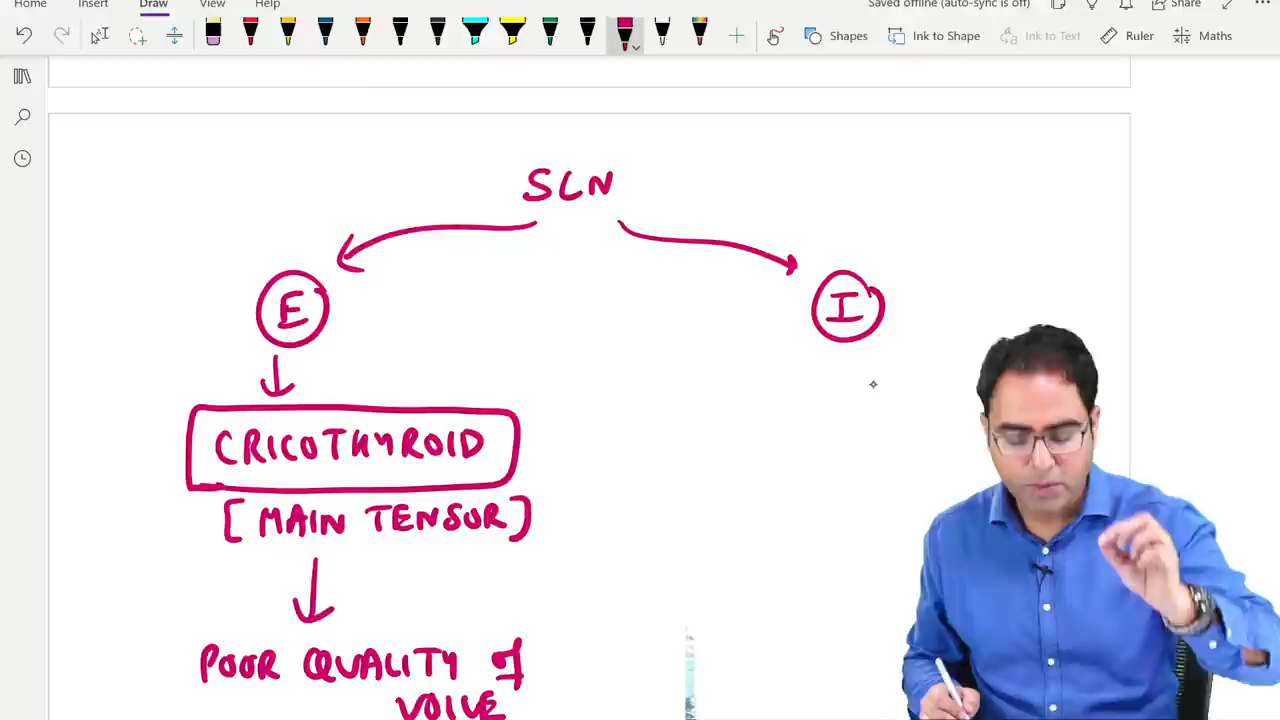 Home Insert Draw View Help Saved offline (auto-sync is off) Share
Shapes Ink to Shape Ink to Text Ruler Maths
SLN
E I
CRICOTHYROID
[MAIN TENSOR]
POOR QUALITY of
VOICE